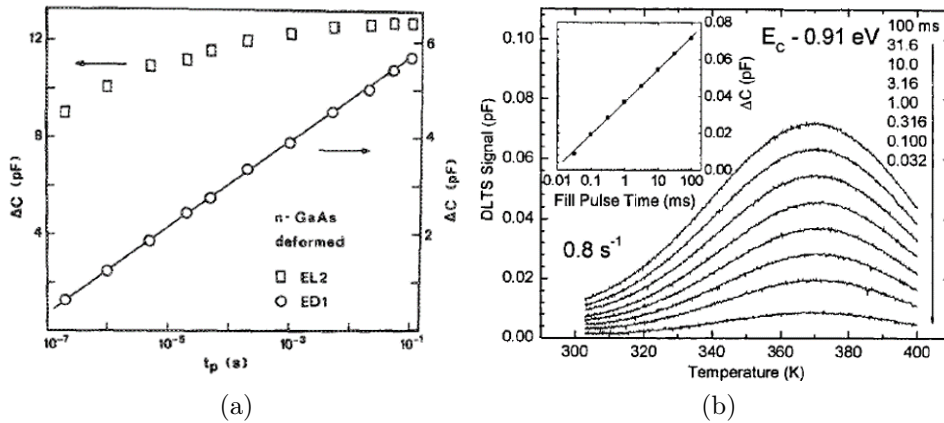 12
8
4
ΔC (pF)
6
4
2
ΔC (pF)
n-GaAs
deformed
□ EL2
○ ED1
10⁻⁷
10⁻⁵
10⁻³
10⁻¹
tₚ (s)
(a)
0.10
0.08
0.06
0.04
0.02
0.00
DLTS Signal (pF)
E_C - 0.91 eV
100 ms
31.6
10.0
3.16
1.00
0.316
0.100
0.032
0.08
0.06
0.04
0.02
0.00
ΔC (pF)
0.01
0.1
1
10
100
Fill Pulse Time (ms)
0.8 s⁻¹
300
320
340
360
380
400
Temperature (K)
(b)